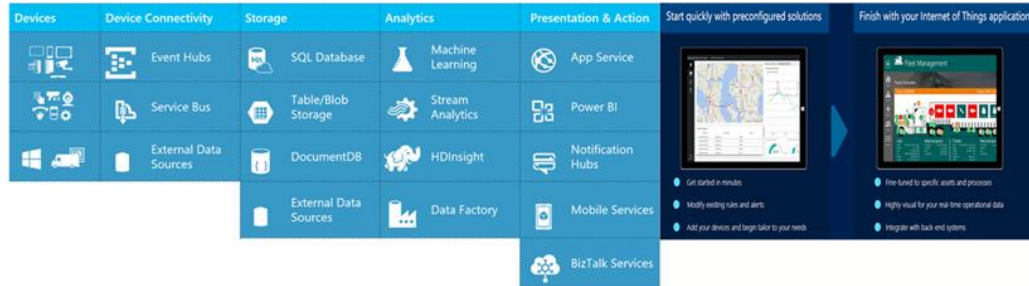 Devices
Device Connectivity
Event Hubs
Service Bus
External Data
Sources
Storage
SQL
SQL Database
Table/Blob
Storage
DocumentDB
External Data
Sources
Analytics
Machine
Learning
Stream
Analytics
HDInsight
Data Factory
Presentation & Action
App Service
Power BI
Notification
Hubs
Mobile Services
BizTalk Services
Start quickly with preconfigured solutions
Get started in minutes
Modify existing rules and alerts
Add your devices and begin tailor to your needs
Finish with your Internet of Things application
Fleet Management
Fine-tuned to specific assets and processes
Highly visual for your real-time operational data
Integrate with back-end systems